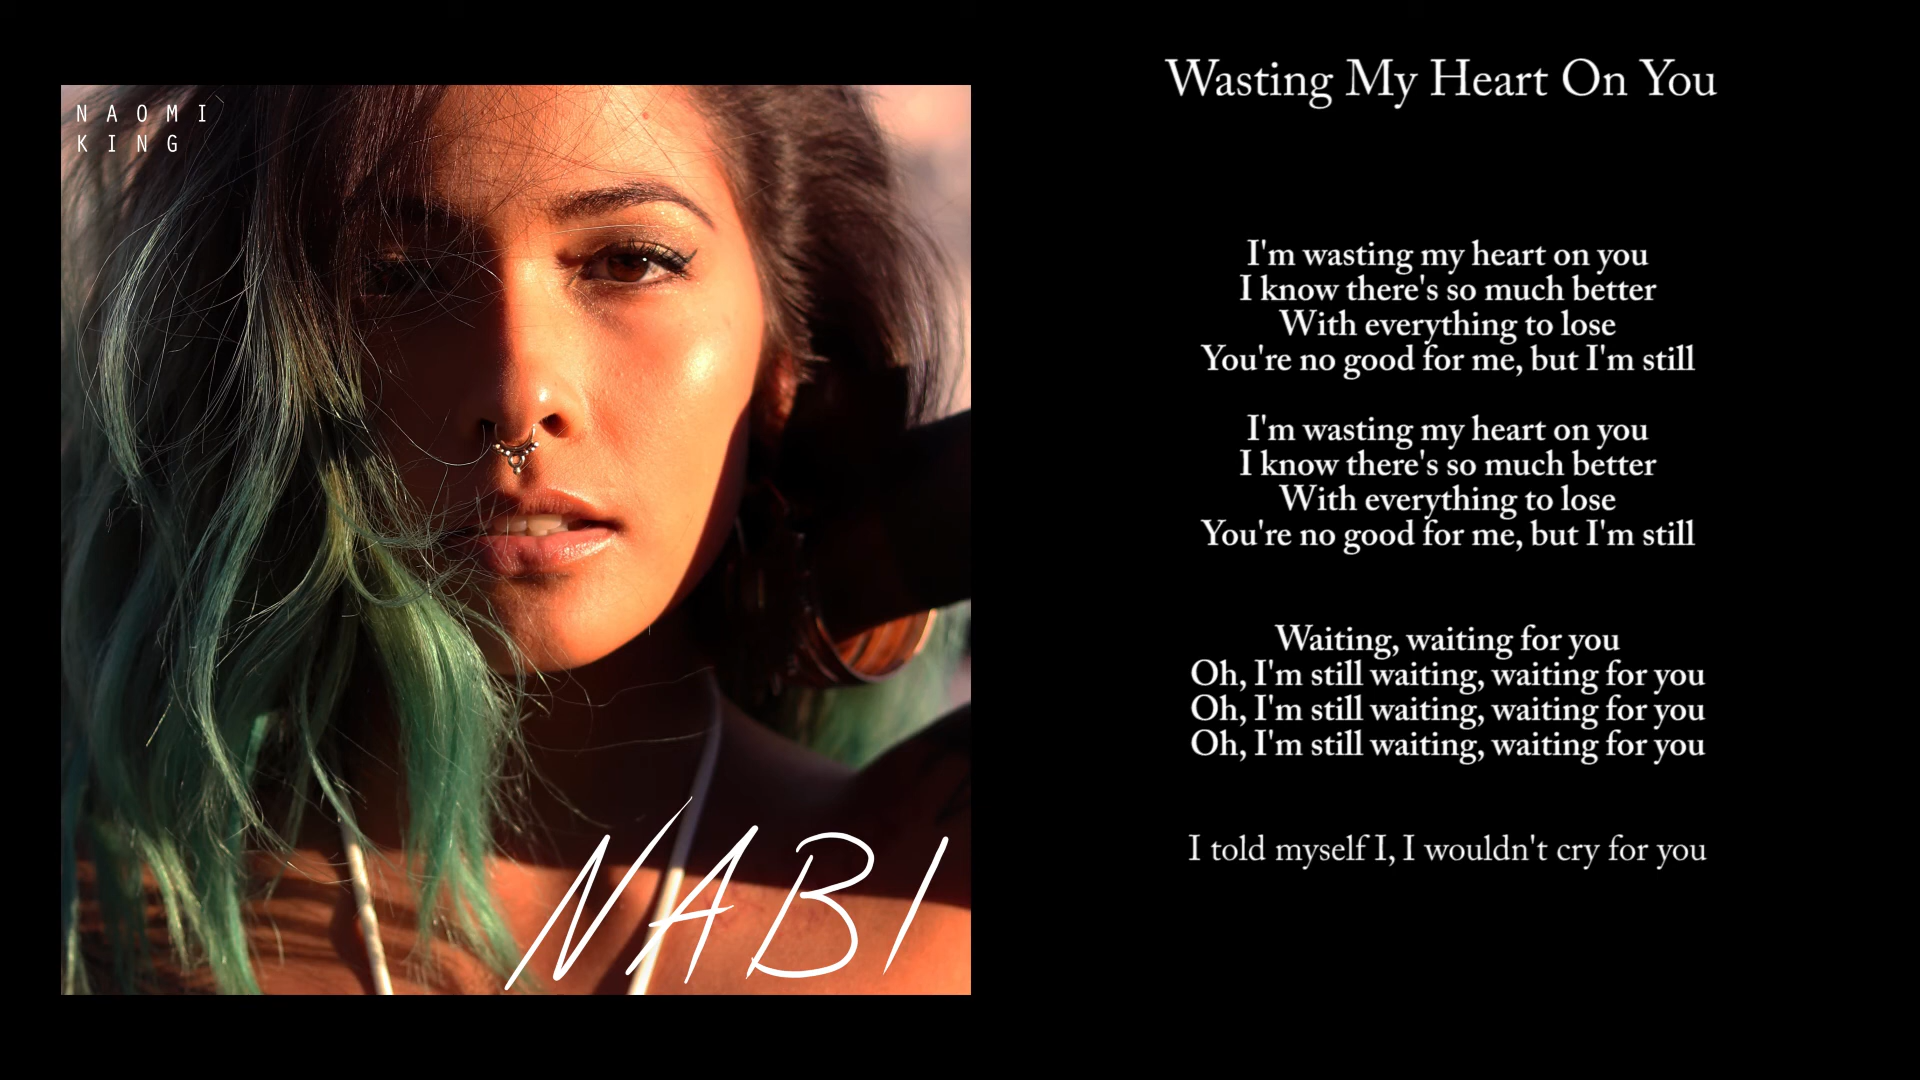 NAOMI
KING
NABI
Wasting My Heart On You
I'm wasting my heart on you
I know there's so much better
With everything to lose
You're no good for me, but I'm still
I'm wasting my heart on you
I know there's so much better
With everything to lose
You're no good for me, but I'm still
Waiting, waiting for you
Oh, I'm still waiting, waiting for you
Oh, I'm still waiting, waiting for you
Oh, I'm still waiting, waiting for you
I told myself I, I wouldn't cry for you